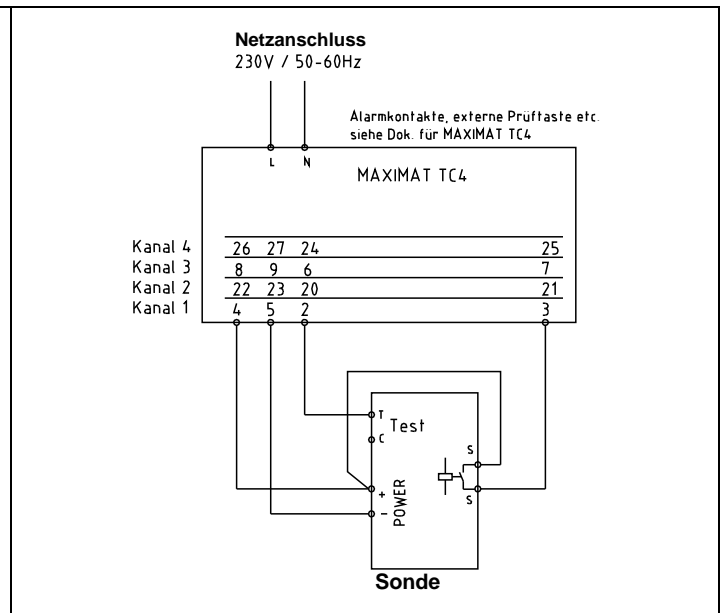 Netzanschluss
230V / 50-60Hz
Alarmkontakte, externe Prüftaste etc.
siehe Dok. für MAXIMAT TC4
L N
MAXIMAT TC4
Kanal 4 26 27 24 25
Kanal 3 8 9 6 7
Kanal 2 22 23 20 21
Kanal 1 4 5 2 3
T
Test
C
S
+
POWER
S
-
Sonde